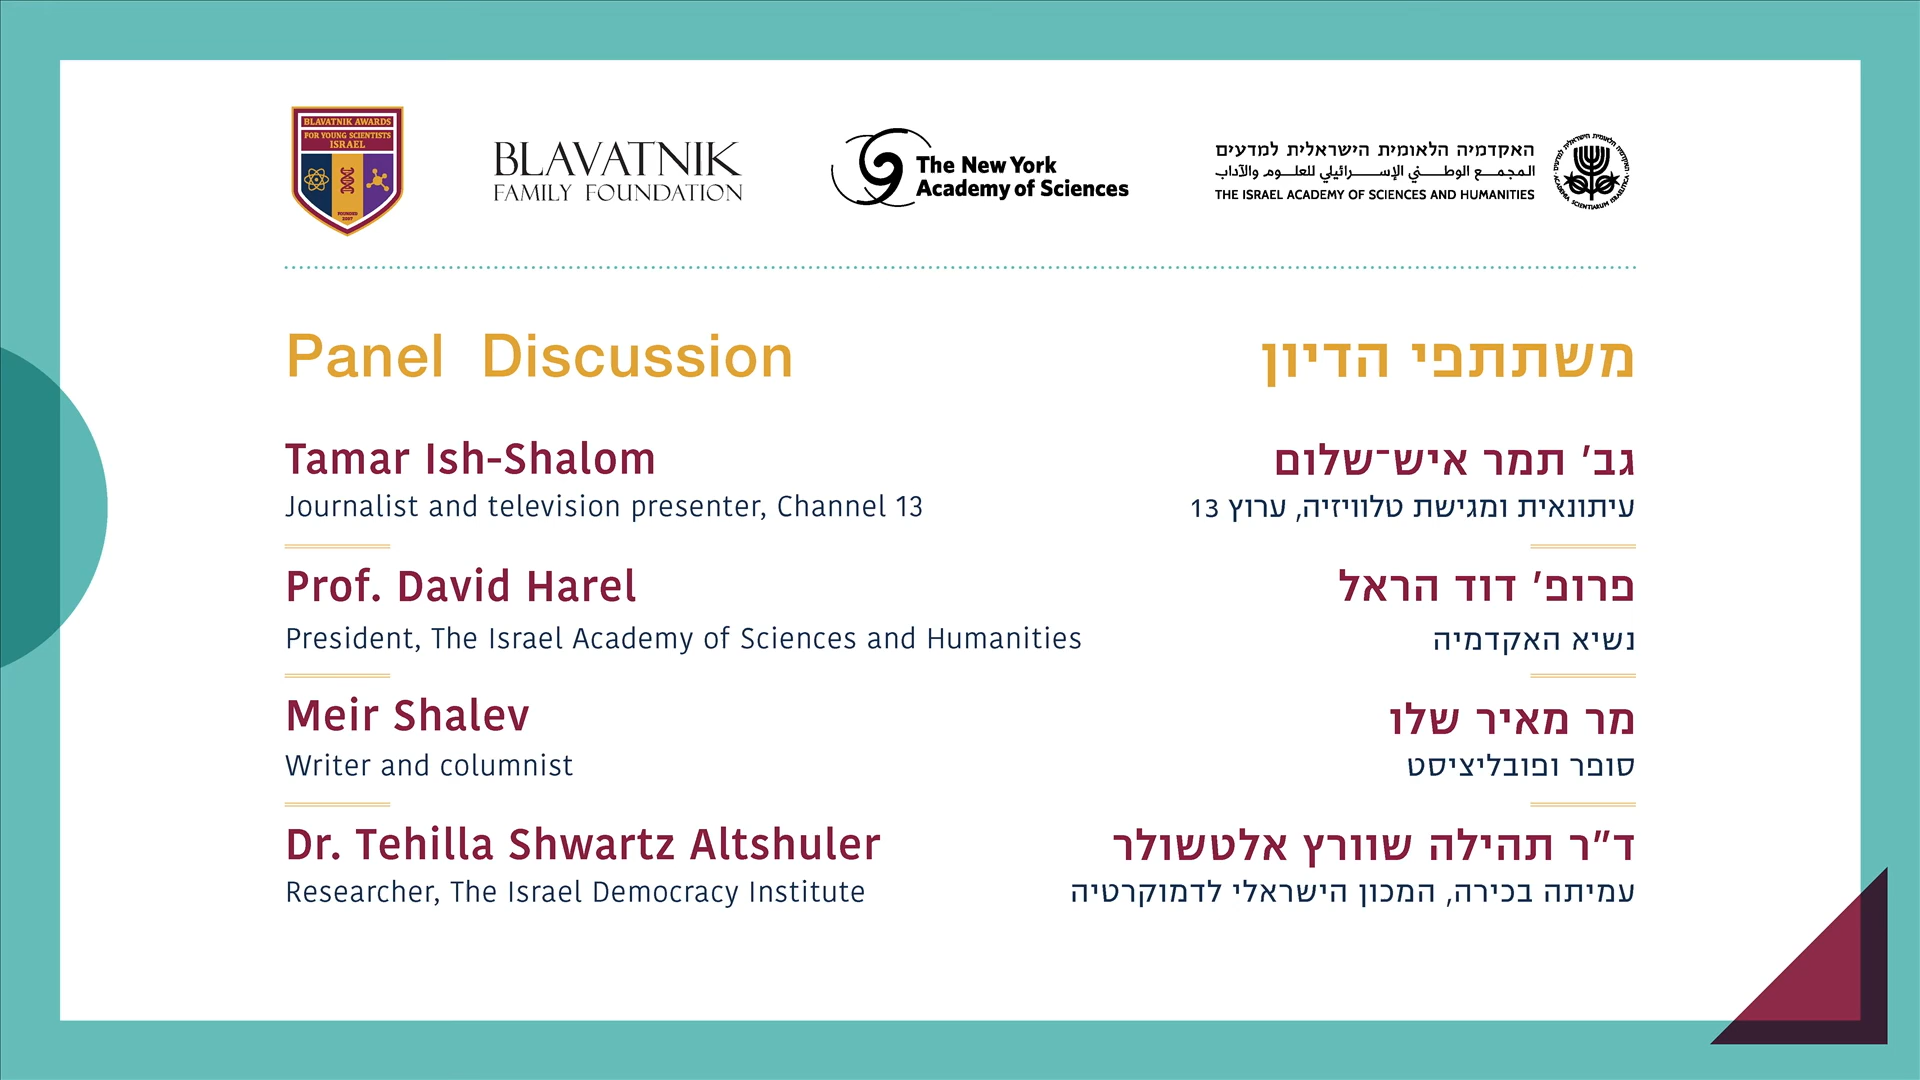 BLAVATNIK AWARDS
FOR YOUNG SCIENTISTS
ISRAEL
FOUNDED
2007
BLAVATNIK
FAMILY FOUNDATION
The New York
Academy of Sciences
האקדמיה הלאומית הישראלית למדעים
المجمع الوطني الإسرائيلي للعلوم والآداب
THE ISRAEL ACADEMY OF SCIENCES AND HUMANITIES
Panel Discussion
משתתפי הדיון
Tamar Ish-Shalom
גב' תמר איש־שלום
Journalist and television presenter, Channel 13
עיתונאית ומגישת טלוויזיה, ערוץ 13
Prof. David Harel
פרופ' דוד הראל
President, The Israel Academy of Sciences and Humanities
נשיא האקדמיה
Meir Shalev
מר מאיר שלו
Writer and columnist
סופר ופובליציסט
Dr. Tehilla Shwartz Altshuler
ד"ר תהילה שוורץ אלטשולר
Researcher, The Israel Democracy Institute
עמיתה בכירה, המכון הישראלי לדמוקרטיה